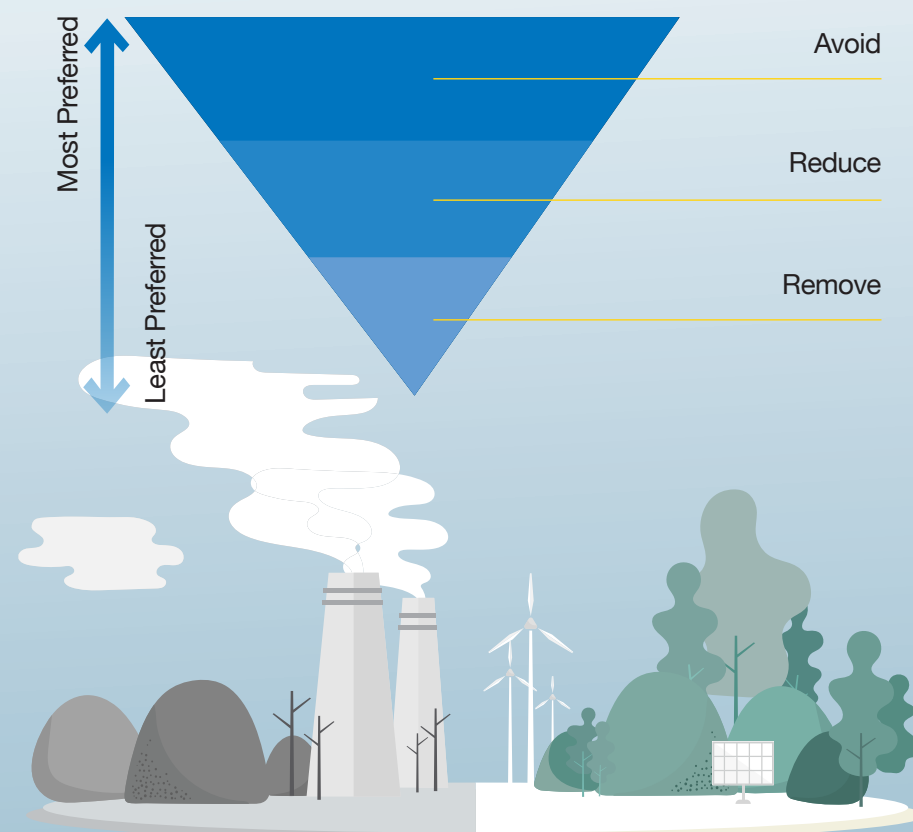 Most Preferred
Least Preferred
Avoid
Reduce
Remove